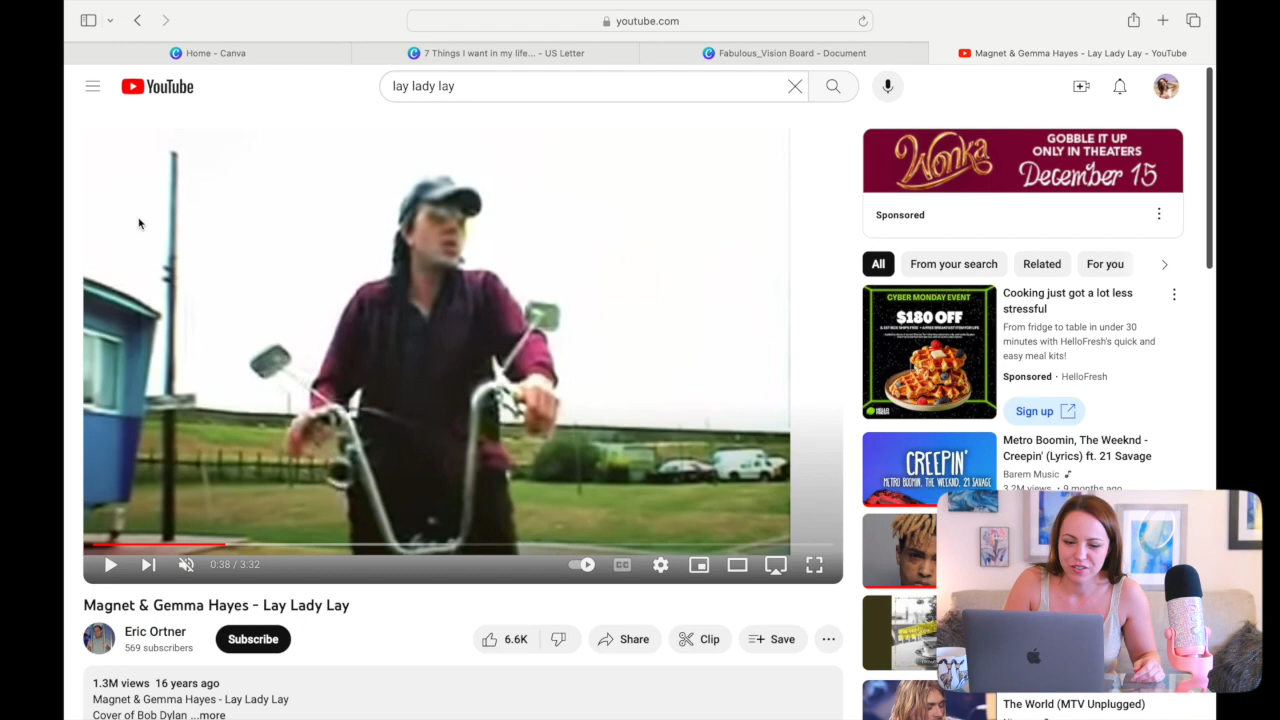 youtube.com
Home - Canva
7 Things I want in my life... - US Letter
Fabulous_Vision Board - Document
Magnet & Gemma Hayes - Lay Lady Lay - YouTube
YouTube
lay lady lay
Wonka
GOBBLE IT UP
ONLY IN THEATERS
December 15
Sponsored
All
From your search
Related
For you
CYBER MONDAY EVENT
$180 OFF
Cooking just got a lot less
stressful
From fridge to table in under 30
minutes with HelloFresh's quick and
easy meal kits!
Sponsored · HelloFresh
Sign up
CREEPIN'
METRO BOOMIN, THE WEEKND, 21 SAVAGE
Metro Boomin, The Weeknd -
Creepin' (Lyrics) ft. 21 Savage
Barem Music
3.2M views · 9 months ago
0:38 / 3:32
CC
Magnet & Gemma Hayes - Lay Lady Lay
Eric Ortner
569 subscribers
Subscribe
6.6K
Share
Clip
Save
1.3M views 16 years ago
Magnet & Gemma Hayes - Lay Lady Lay
Cover of Bob Dylan ...more
The World (MTV Unplugged)